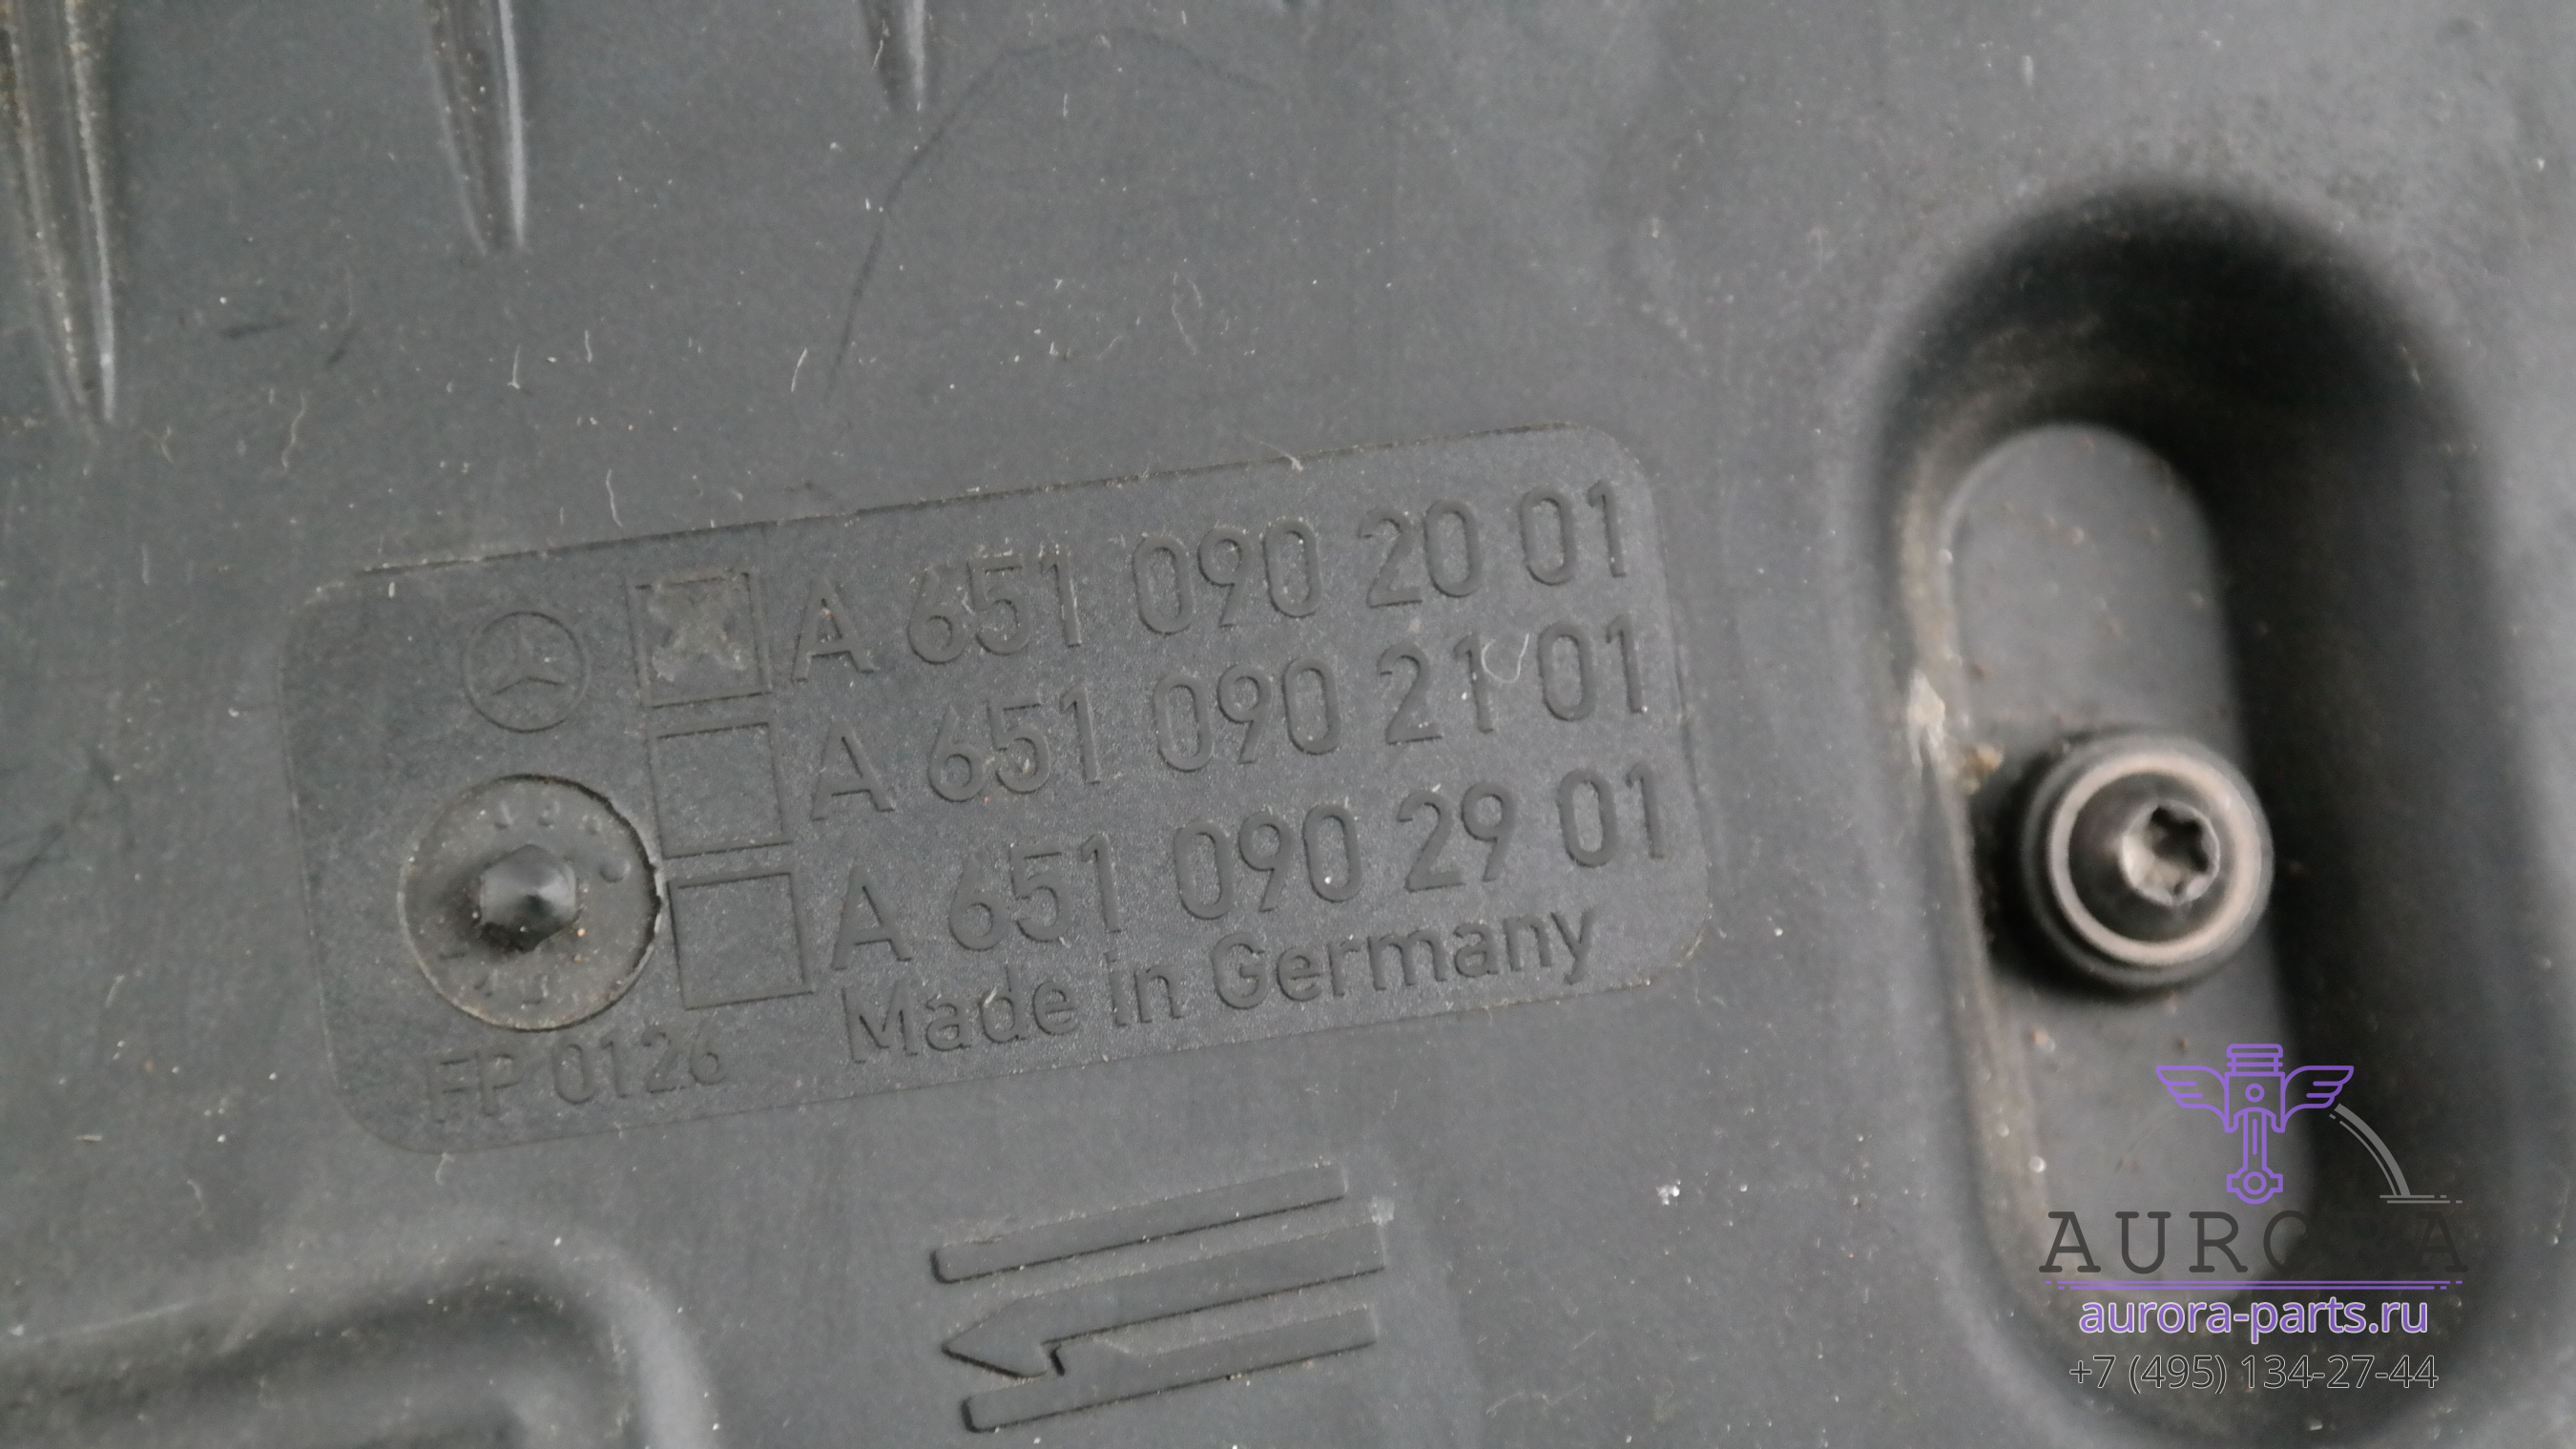 A 651 090 20 01
A 651 090 21 01
A 651 090 29 01
Made in Germany
FP 0126
AURORA
aurora-parts.ru
+7 (495) 134-27-44